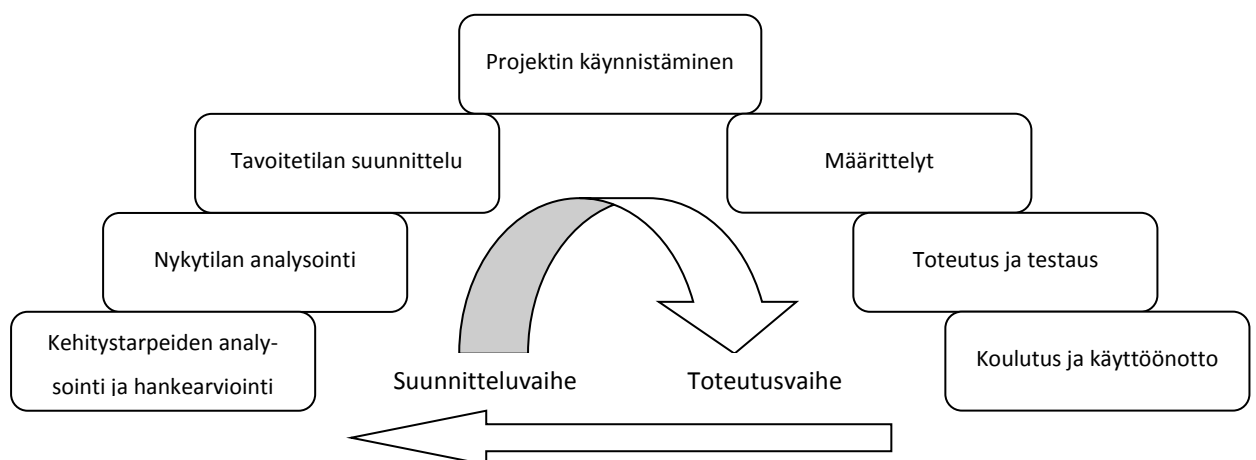 Projektin käynnistäminen
Tavoitetilan suunnittelu
Määrittelyt
Nykytilan analysointi
Toteutus ja testaus
Kehitystarpeiden analy-
sointi ja hankearviointi
Suunnitteluvaihe
Toteutusvaihe
Koulutus ja käyttöönotto